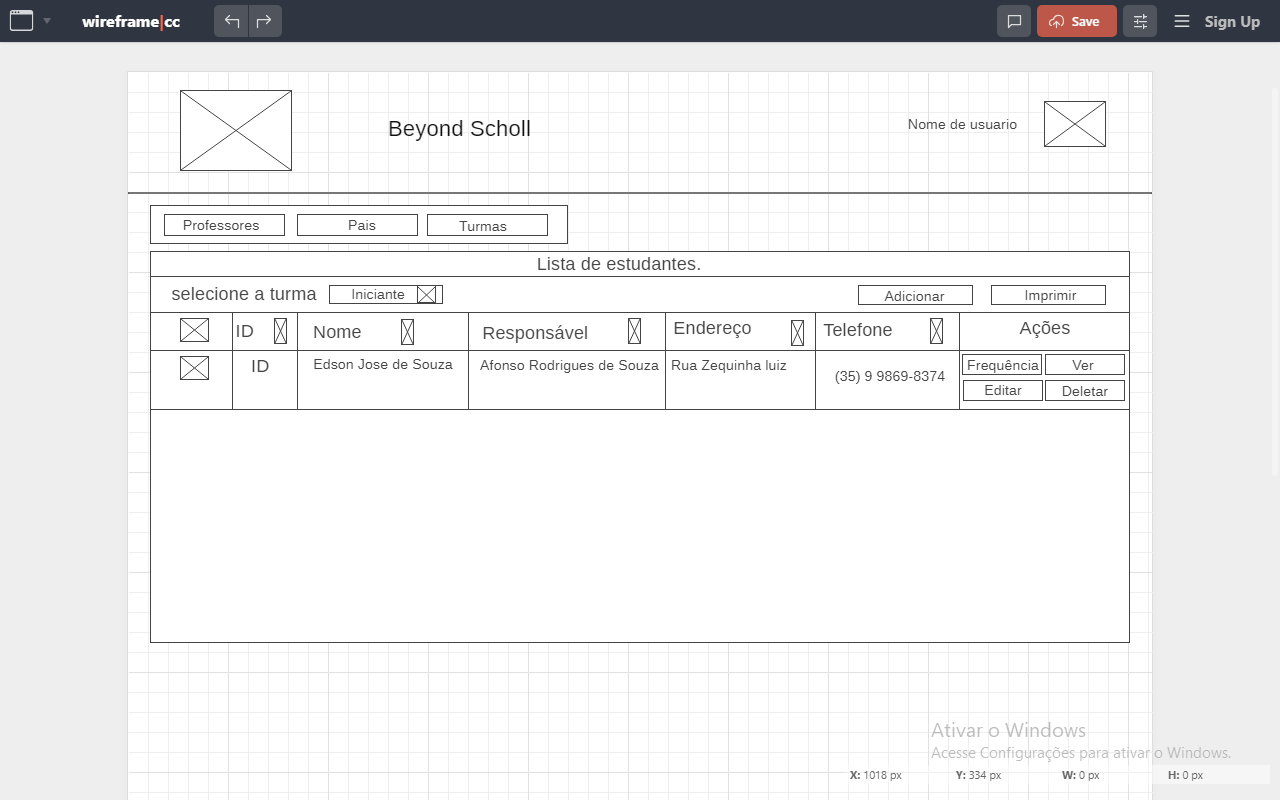 wireframe|cc
Save
Sign Up
Beyond Scholl
Nome de usuario
Professores Pais Turmas
Lista de estudantes.
selecione a turma Iniciante Adicionar Imprimir
ID Nome Responsável Endereço Telefone Ações
ID Edson Jose de Souza Afonso Rodrigues de Souza Rua Zequinha luiz (35) 9 9869-8374 Frequência Ver
Editar Deletar
Ativar o Windows
Acesse Configurações para ativar o Windows.
X: 1018 px Y: 334 px W: 0 px H: 0 px